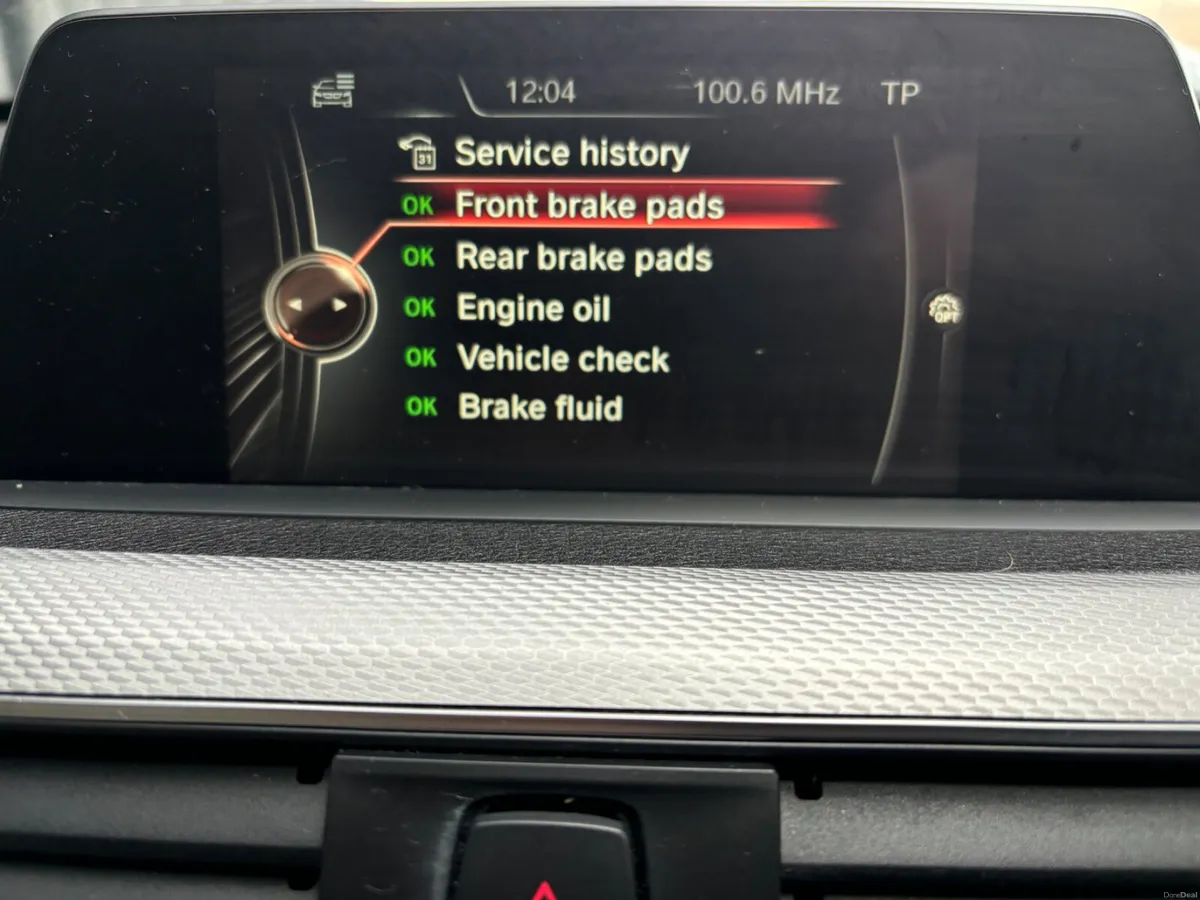 12:04 100.6 MHz TP
31 Service history
OK Front brake pads
OK Rear brake pads
OK Engine oil
OPT
OK Vehicle check
OK Brake fluid
DoneDeal